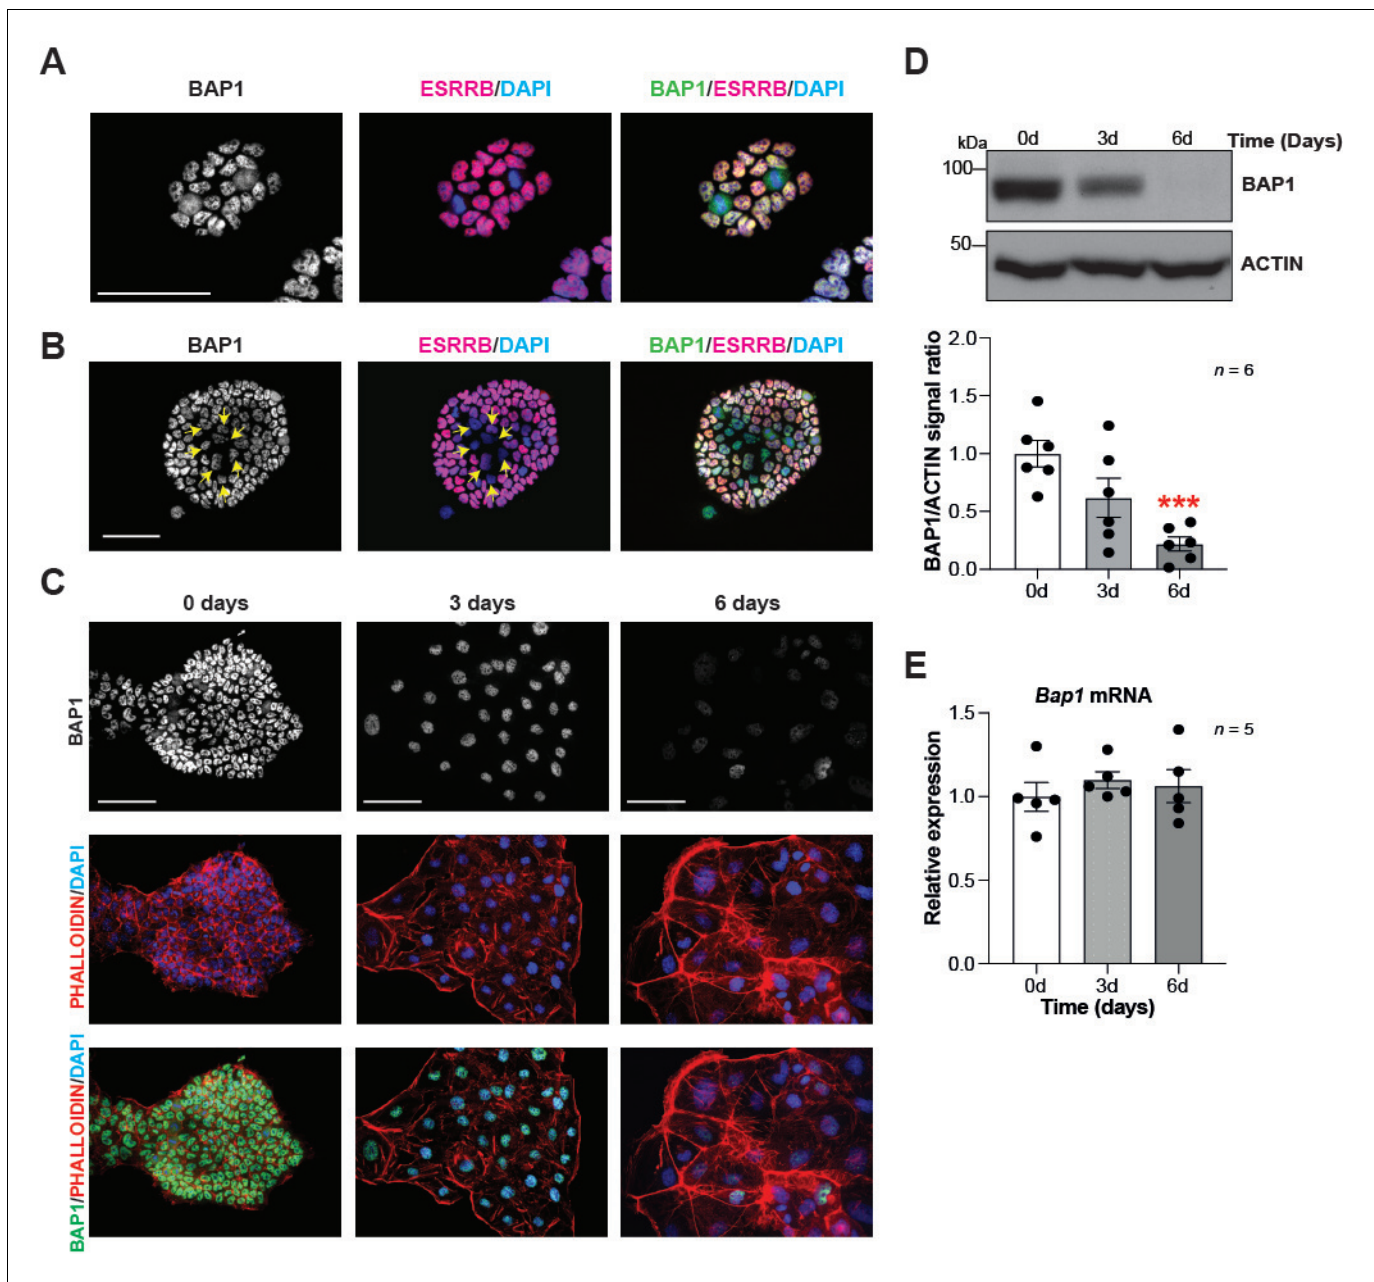 A
BAP1
ESRRB/DAPI
BAP1/ESRRB/DAPI
B
BAP1
ESRRB/DAPI
BAP1/ESRRB/DAPI
C
0 days
3 days
6 days
BAP1
PHALLOIDIN/DAPI
BAP1/PHALLOIDIN/DAPI
D
kDa
0d 3d 6d Time (Days)
100
BAP1
50
ACTIN
BAP1/ACTIN signal ratio
2.0
1.5
1.0
0.5
0.0
n = 6
***
0d 3d 6d
E
Bap1 mRNA
n = 5
Relative expression
1.5
1.0
0.5
0.0
0d 3d 6d
Time (days)